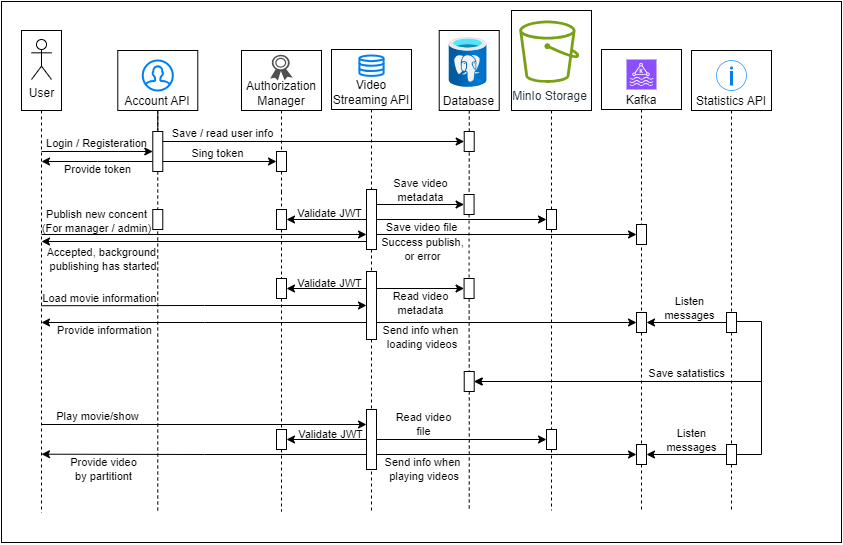 User
Account API
Authorization
Manager
Video
Streaming API
Database
MinIo Storage
Kafka
Statistics API
Save / read user info
Login / Registeration
Sing token
Provide token
Save video
metadata
Publish new concent
(For manager / admin)
Validate JWT
Save video file
Accepted, background
publishing has started
Success publish,
or error
Validate JWT
Load movie information
Read video
metadata
Listen
messages
Provide information
Send info when
loading videos
Save satatistics
Play movie/show
Read video
file
Validate JWT
Listen
messages
Provide video
by partitiont
Send info when
playing videos